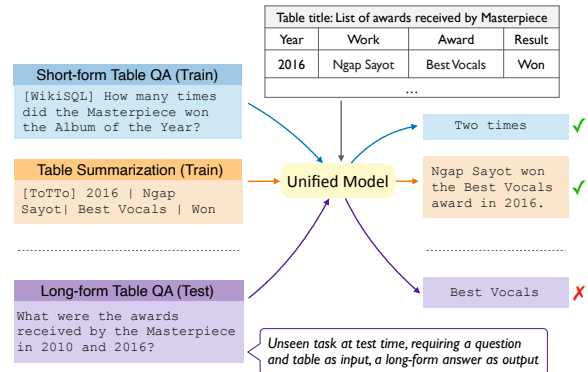 Table title: List of awards received by Masterpiece
Year Work Award Result
2016 Ngap Sayot Best Vocals Won
...
Short-form Table QA (Train)
[WikiSQL] How many times
did the Masterpiece won
the Album of the Year?
Two times ✓
Table Summarization (Train)
[ToTTo] 2016 | Ngap
Sayot| Best Vocals | Won
Unified Model
Ngap Sayot won
the Best Vocals
award in 2016.
✓
Long-form Table QA (Test)
What were the awards
received by the Masterpiece
in 2010 and 2016?
Best Vocals ✗
Unseen task at test time, requiring a question
and table as input, a long-form answer as output